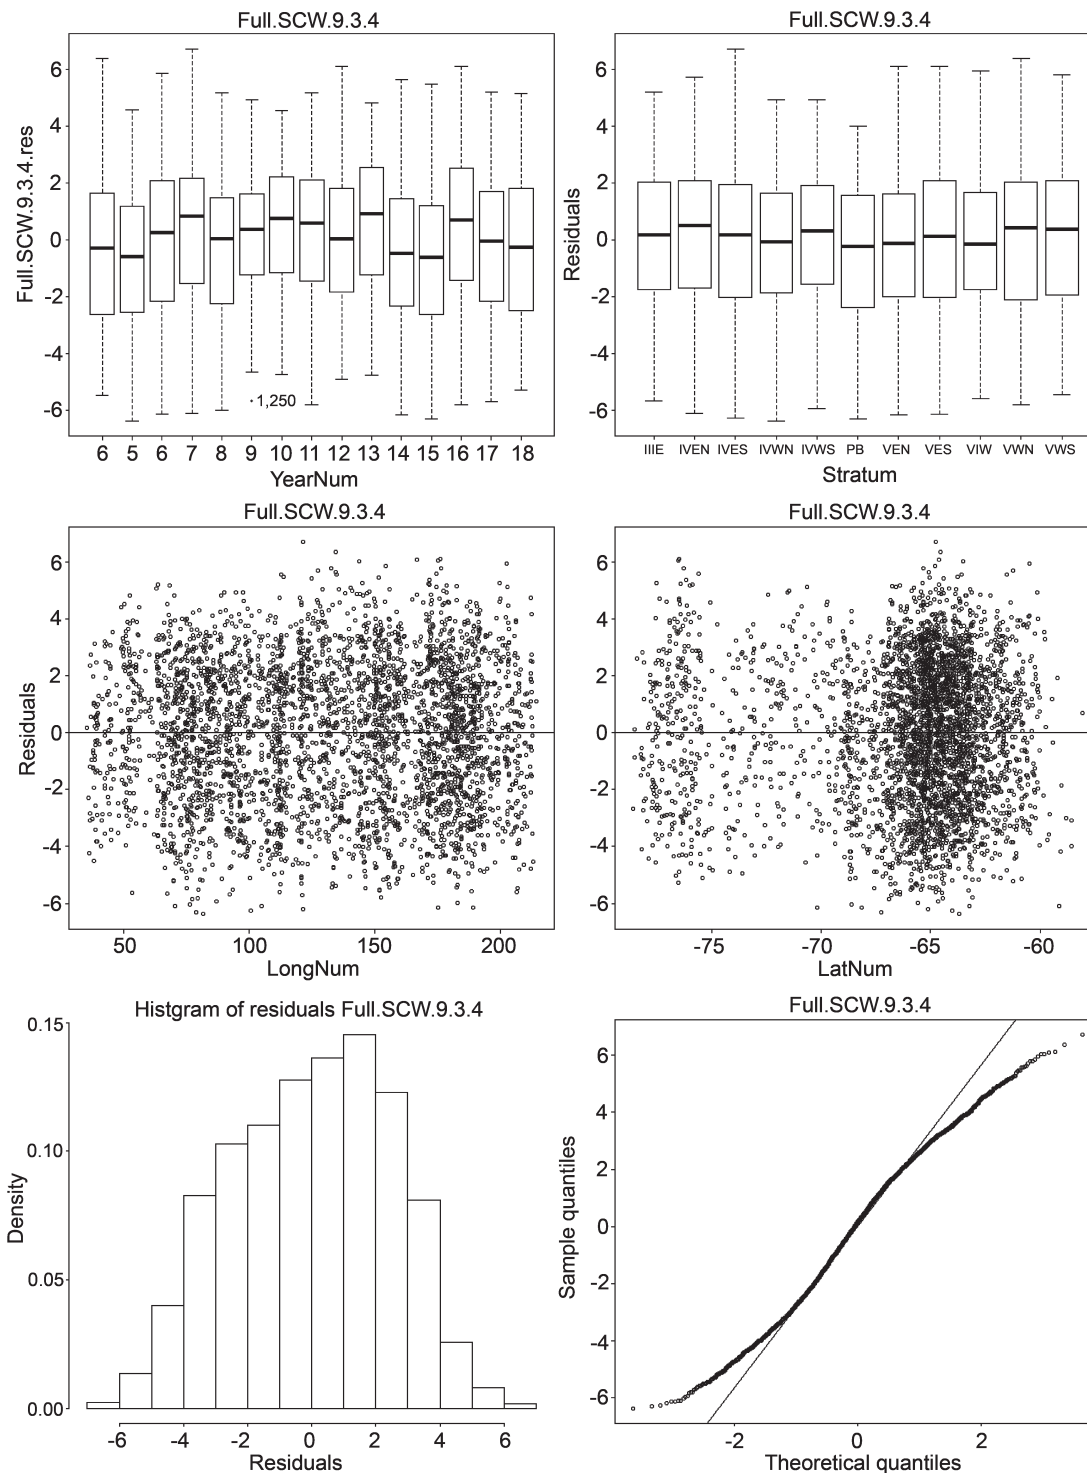 Full.SCW.9.3.4
Full.SCW.9.3.4.res
6
4
2
0
-2
-4
-6
1,250
6 5 6 7 8 9 10 11 12 13 14 15 16 17 18
YearNum
Full.SCW.9.3.4
Residuals
6
4
2
0
-2
-4
-6
IIIE IVEN IVES IVWN IVWS PB VEN VES VIW VWN VWS
Stratum
Full.SCW.9.3.4
Residuals
6
4
2
0
-2
-4
-6
50 100 150 200
LongNum
Full.SCW.9.3.4
Residuals
6
4
2
0
-2
-4
-6
-75 -70 -65 -60
LatNum
Histgram of residuals Full.SCW.9.3.4
Density
0.15
0.10
0.05
0.00
-6 -4 -2 0 2 4 6
Residuals
Full.SCW.9.3.4
Sample quantiles
6
4
2
0
-2
-4
-6
-2 0 2
Theoretical quantiles